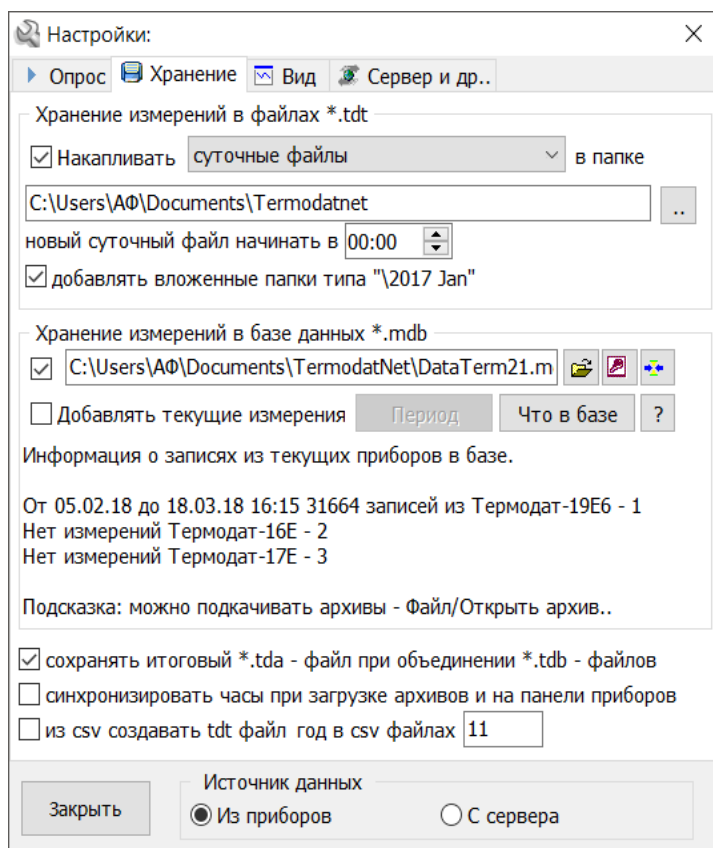 Настройки:
Опрос Хранение Вид Сервер и др..
Хранение измерений в файлах *.tdt
Накапливать суточные файлы в папке
C:\Users\АФ\Documents\Termodatnet ..
новый суточный файл начинать в 00:00
добавлять вложенные папки типа "\2017 Jan"
Хранение измерений в базе данных *.mdb
C:\Users\АФ\Documents\TermodatNet\DataTerm21.m
Добавлять текущие измерения Период Что в базе ?
Информация о записях из текущих приборов в базе.
От 05.02.18 до 18.03.18 16:15 31664 записей из Термодат-19Е6 - 1
Нет измерений Термодат-16Е - 2
Нет измерений Термодат-17Е - 3
Подсказка: можно подкачивать архивы - Файл/Открыть архив..
сохранять итоговый *.tda - файл при объединении *.tdb - файлов
синхронизировать часы при загрузке архивов и на панели приборов
из csv создавать tdt файл год в csv файлах 11
Закрыть
Источник данных
Из приборов С сервера